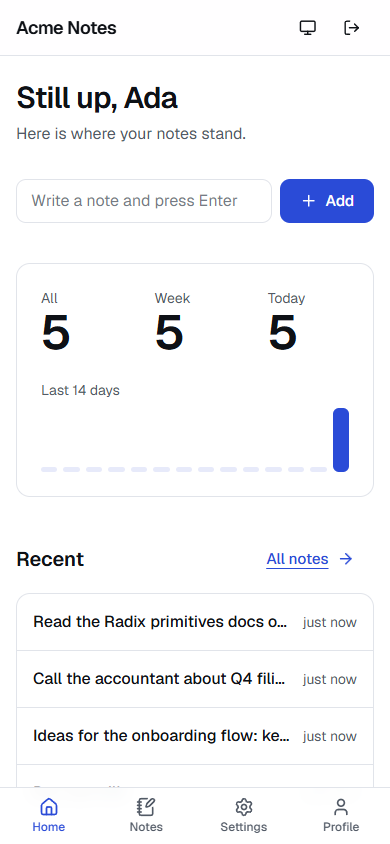 Acme Notes
Still up, Ada
Here is where your notes stand.
Write a note and press Enter
Add
All Week Today
5 5 5
Last 14 days
Recent All notes
Read the Radix primitives docs o... just now
Call the accountant about Q4 fili... just now
Ideas for the onboarding flow: ke... just now
Home Notes Settings Profile